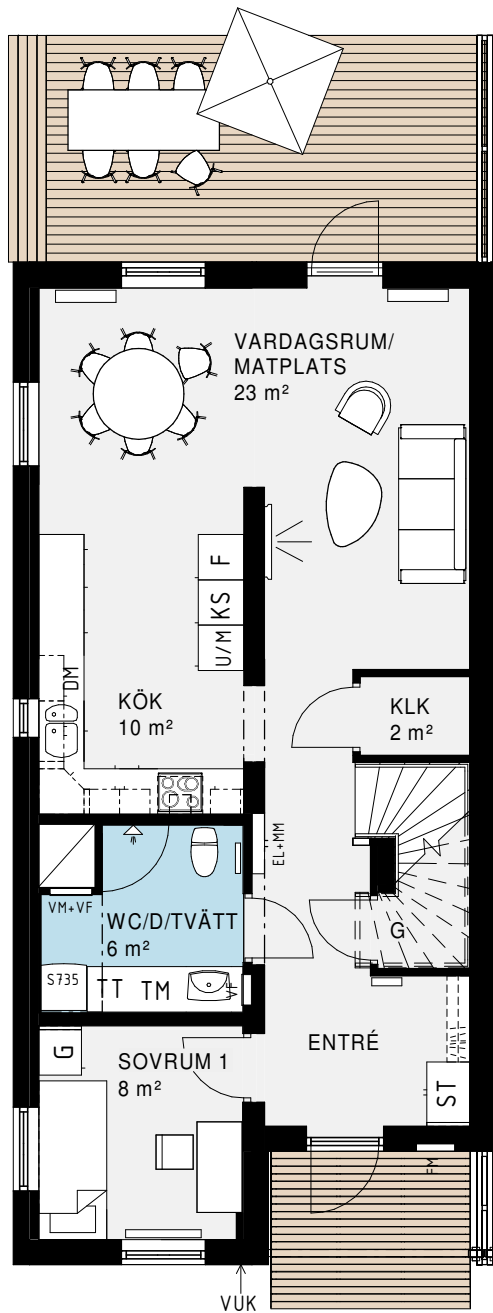 VARDAGSRUM/
MATPLATS
23 m²
F
KS
U/M
DM
KÖK
10 m²
KLK
2 m²
EL+MM
VM+VF
WC/D/TVÄTT
6 m²
G
S735
TT
TM
VF
ENTRÉ
G
SOVRUM 1
8 m²
ST
FM
VUK